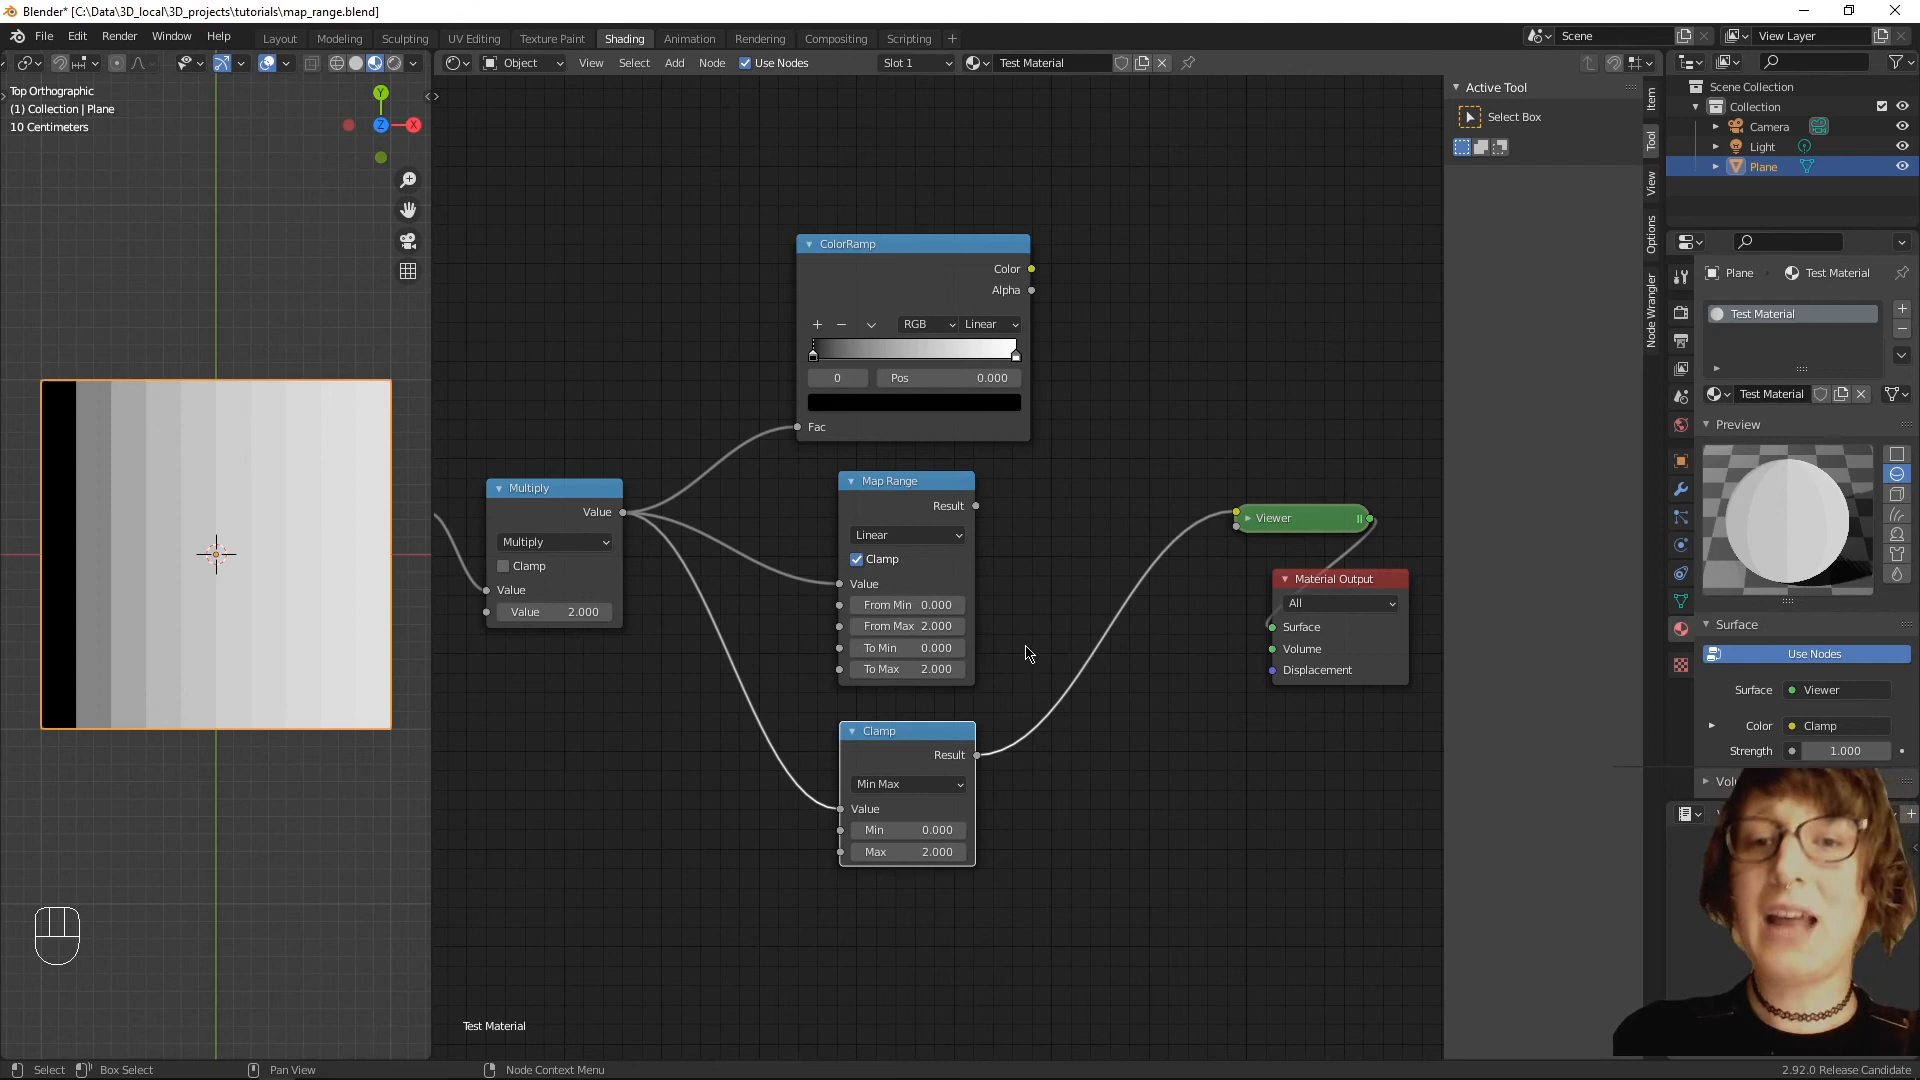 Blender* [C:\Data\3D_local\3D_projects\tutorials\map_range.blend]
File Edit Render Window Help
Layout Modeling Sculpting UV Editing Texture Paint Shading Animation Rendering Compositing Scripting
Scene
View Layer
Object View Select Add Node Use Nodes Slot 1 Test Material
Top Orthographic
(1) Collection | Plane
10 Centimeters
Y
Z
X
ColorRamp
Color
Alpha
RGB Linear
0 Pos 0.000
Fac
Multiply
Value
Multiply
Clamp
Value
Value 2.000
Map Range
Result
Linear
Clamp
Value
From Min 0.000
From Max 2.000
To Min 0.000
To Max 2.000
Clamp
Result
Min Max
Value
Min 0.000
Max 2.000
Viewer
Material Output
All
Surface
Volume
Displacement
Test Material
Active Tool
Select Box
Item
Tool
View
Options
Node Wrangler
Scene Collection
Collection
Camera
Light
Plane
Plane Test Material
Test Material
Test Material
Preview
Surface
Use Nodes
Surface Viewer
Color Clamp
Strength 1.000
Select Box Select Pan View Node Context Menu 2.92.0 Release Candidate